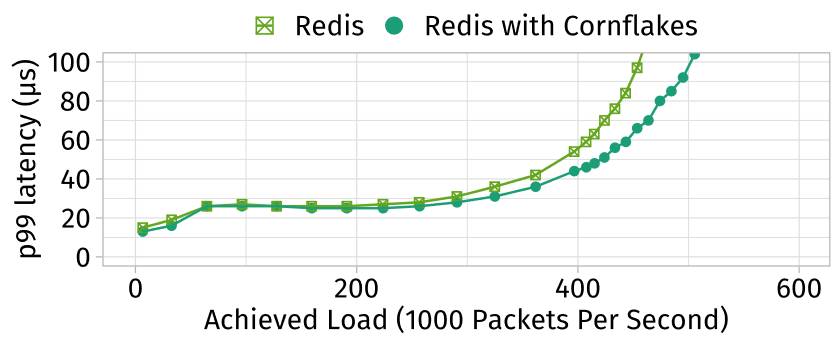 Redis Redis with Cornflakes
100
80
60
40
20
0
p99 latency (μs)
0 200 400 600
Achieved Load (1000 Packets Per Second)